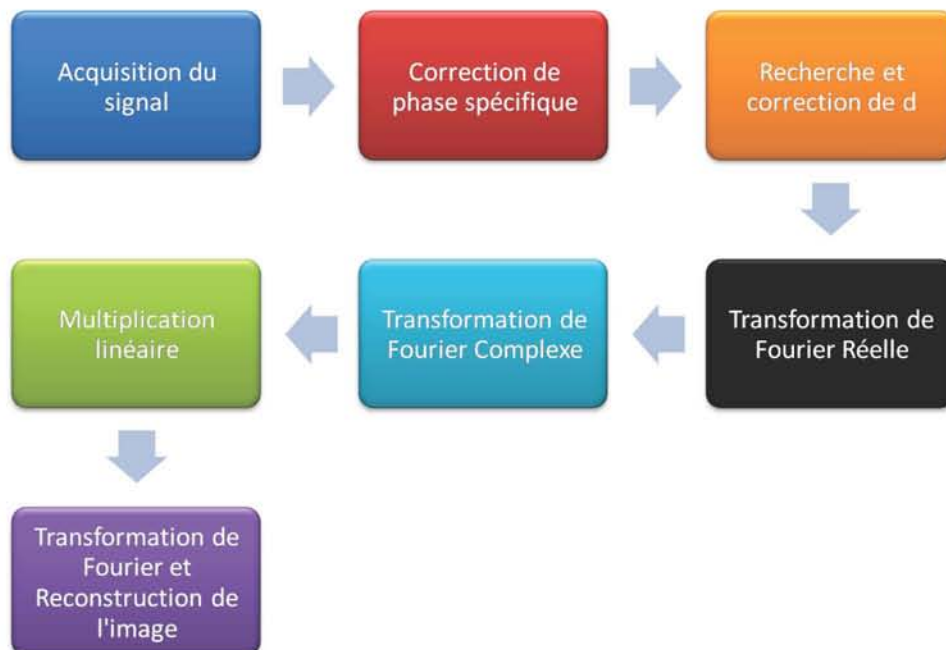 Acquisition du
signal
Correction de
phase spécifique
Recherche et
correction de d
Transformation de
Fourier Réelle
Transformation de
Fourier Complexe
Multiplication
linéaire
Transformation de
Fourier et
Reconstruction de
l'image